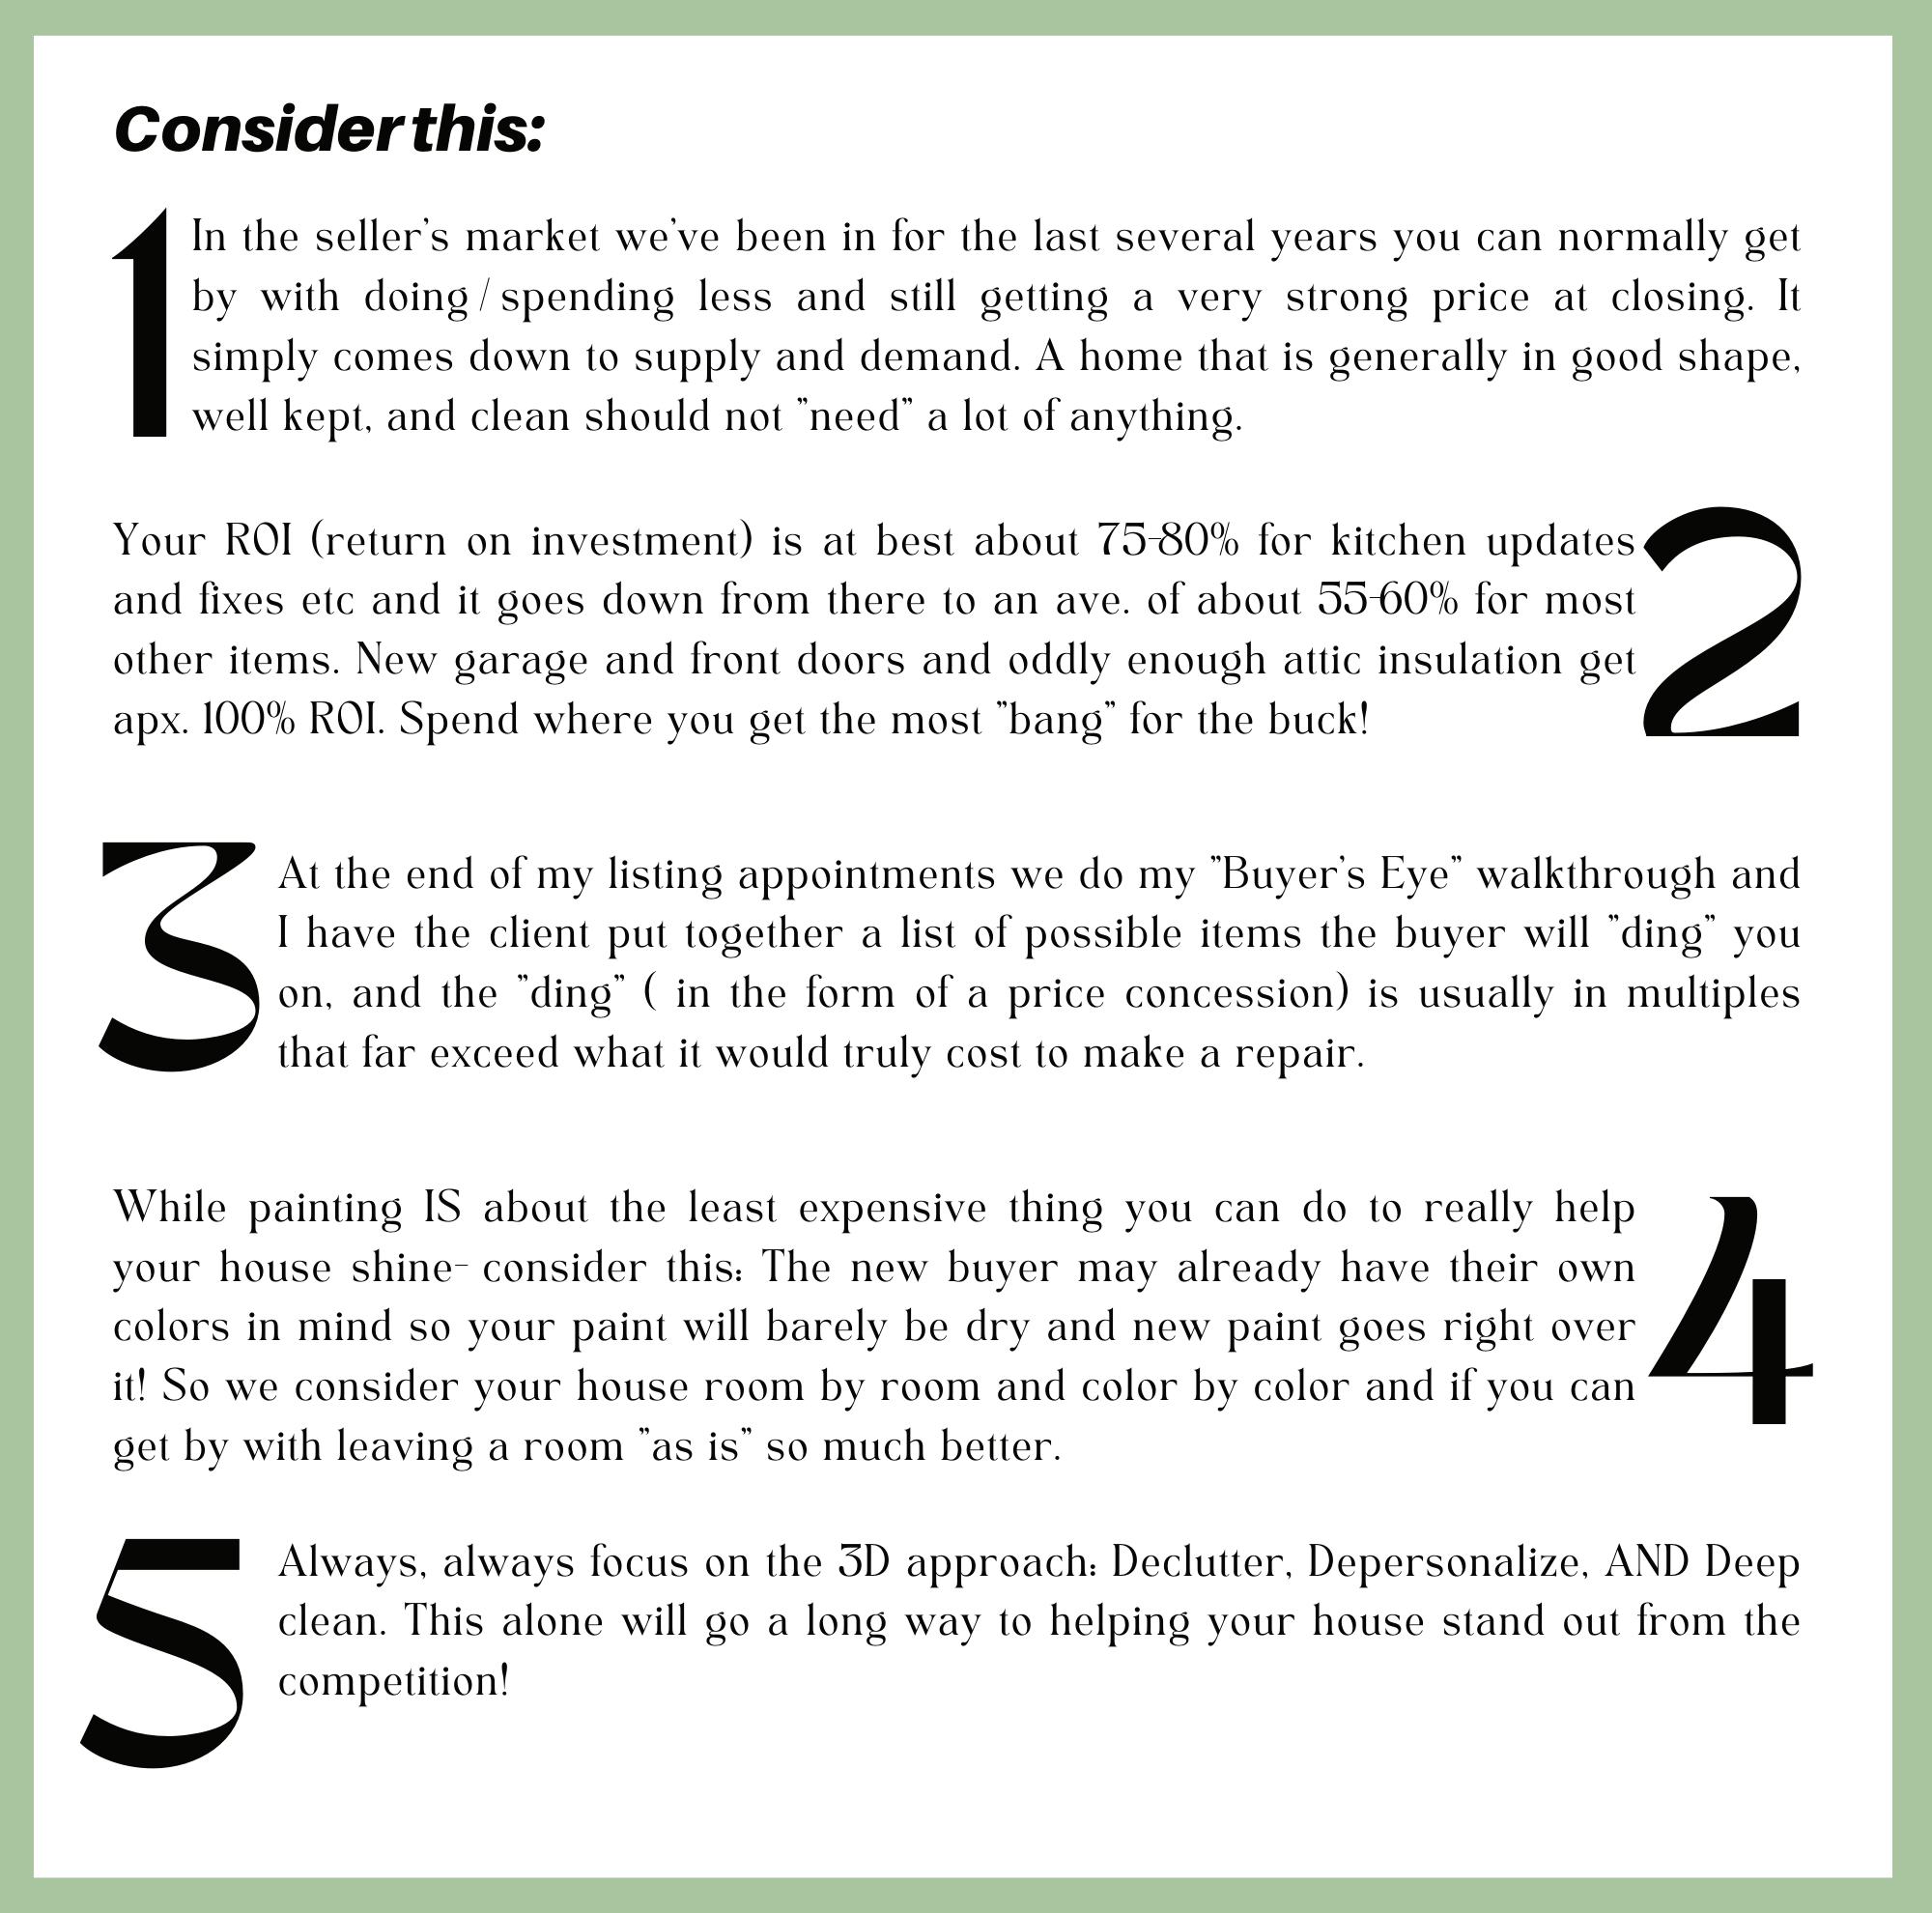 Consider this:
1
In the seller's market we've been in for the last several years you can normally get
by with doing/spending less and still getting a very strong price at closing. It
simply comes down to supply and demand. A home that is generally in good shape,
well kept, and clean should not "need" a lot of anything.
Your ROI (return on investment) is at best about 75-80% for kitchen updates
and fixes etc and it goes down from there to an ave. of about 55-60% for most
other items. New garage and front doors and oddly enough attic insulation get
apx. 100% ROI. Spend where you get the most "bang" for the buck!
2
3
At the end of my listing appointments we do my "Buyer's Eye" walkthrough and
I have the client put together a list of possible items the buyer will "ding" you
on, and the "ding" ( in the form of a price concession) is usually in multiples
that far exceed what it would truly cost to make a repair.
While painting IS about the least expensive thing you can do to really help
your house shine- consider this: The new buyer may already have their own
colors in mind so your paint will barely be dry and new paint goes right over
it! So we consider your house room by room and color by color and if you can
get by with leaving a room "as is" so much better.
4
5
Always, always focus on the 3D approach: Declutter, Depersonalize, AND Deep
clean. This alone will go a long way to helping your house stand out from the
competition!